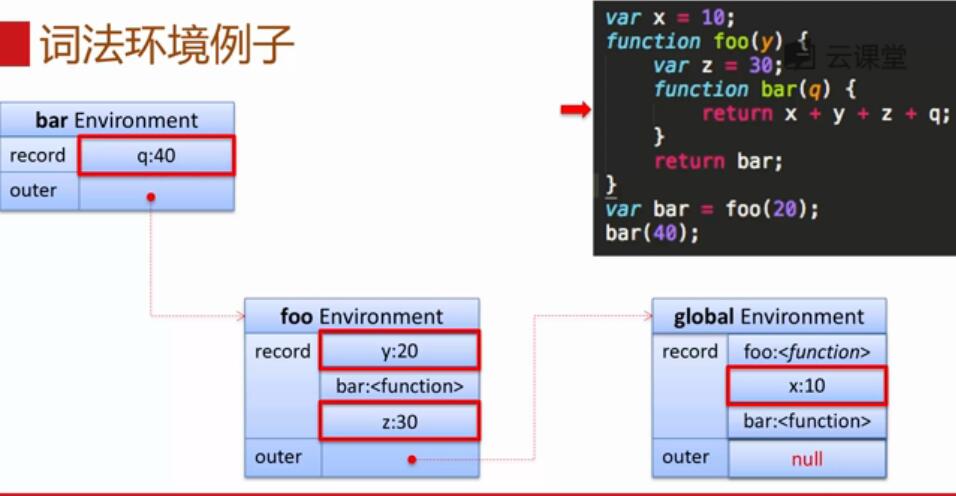 词法环境例子
var x = 10;
function foo(y) {
云课堂
var z = 30;
function bar(q) {
return x + y + z + q;
}
return bar;
}
var bar = foo(20);
bar(40);
bar Environment
record q:40
outer
foo Environment
record y:20
bar:<function>
z:30
outer
global Environment
record foo:<function>
x:10
bar:<function>
outer null